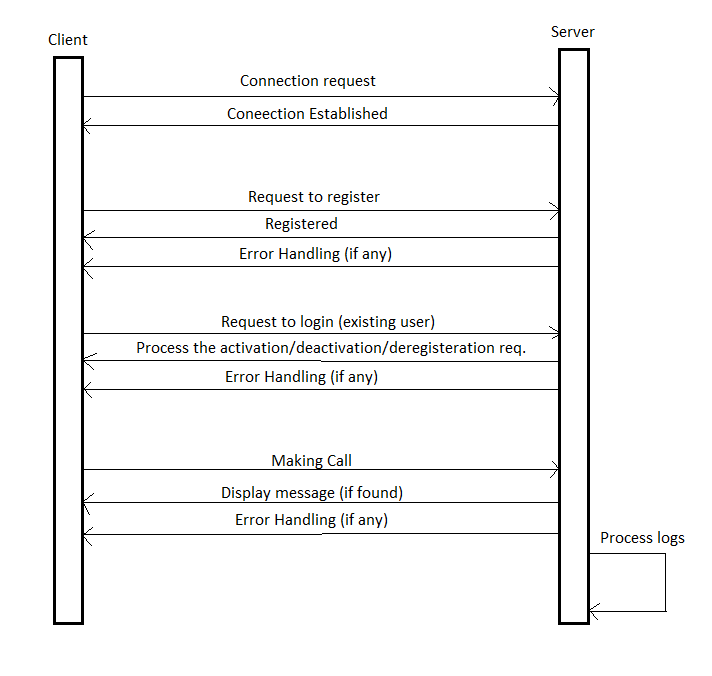 Client
Server
Connection request
Coneection Established
Request to register
Registered
Error Handling (if any)
Request to login (existing user)
Process the activation/deactivation/deregisteration req.
Error Handling (if any)
Making Call
Display message (if found)
Error Handling (if any)
Process logs